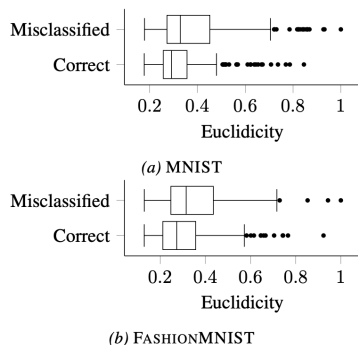 Misclassified
Correct
0.2 0.4 0.6 0.8 1
Euclidicity
(a) MNIST
Misclassified
Correct
0.2 0.4 0.6 0.8 1
Euclidicity
(b) FASHIONMNIST